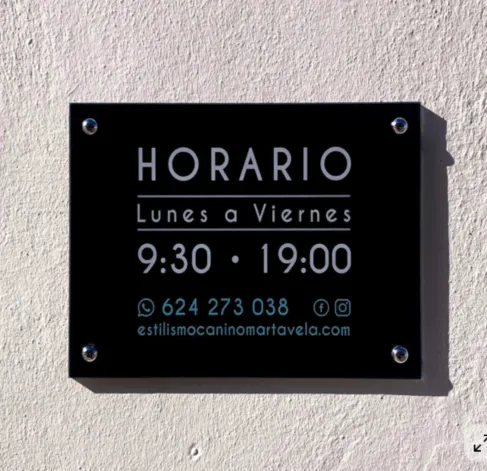 HORARIO
Lunes a Viernes
9:30 • 19:00
624 273 038
estilismocaninomartavela.com